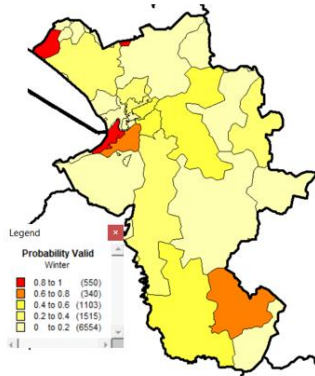 Legend
Probability Valid
Winter
0.8 to 1 (550)
0.6 to 0.8 (340)
0.4 to 0.6 (1103)
0.2 to 0.4 (1515)
0 to 0.2 (6554)